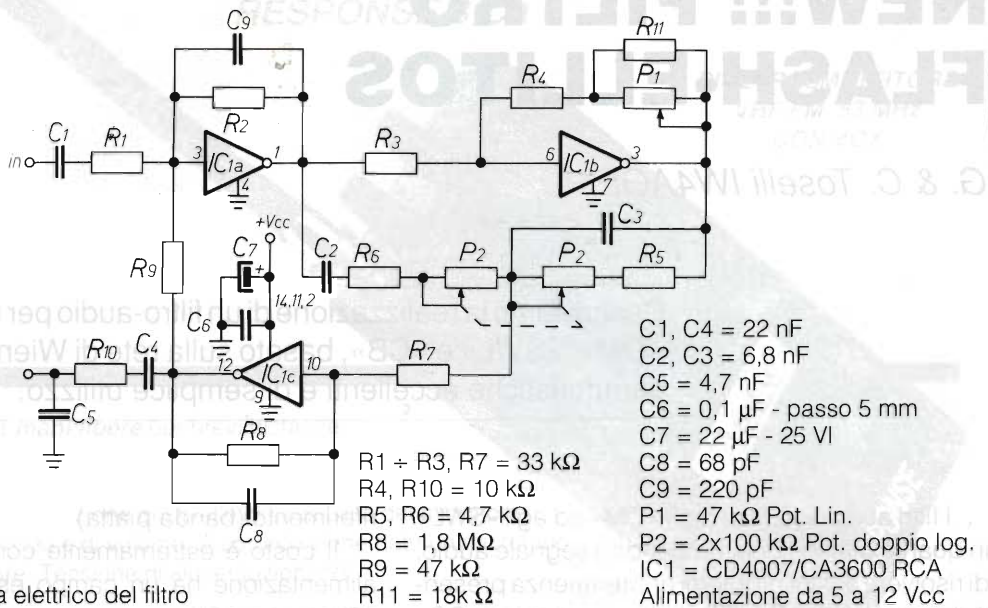 C9
R2
R11
R4
P1
C1
R1
in
3
1
IC1a
4
R3
6
IC1b
3
7
C3
+Vcc
R9
C7
+
C2
R6
P2
P2
R5
14,11,2
C6
R10
C4
12
10
IC1c
9
R7
C5
R8
C8
C1, C4 = 22 nF
C2, C3 = 6,8 nF
C5 = 4,7 nF
C6 = 0,1 µF - passo 5 mm
C7 = 22 µF - 25 Vl
C8 = 68 pF
C9 = 220 pF
P1 = 47 kΩ Pot. Lin.
P2 = 2x100 kΩ Pot. doppio log.
IC1 = CD4007/CA3600 RCA
Alimentazione da 5 a 12 Vcc
R1 ÷ R3, R7 = 33 kΩ
R4, R10 = 10 kΩ
R5, R6 = 4,7 kΩ
R8 = 1,8 MΩ
R9 = 47 kΩ
R11 = 18k Ω
a elettrico del filtro